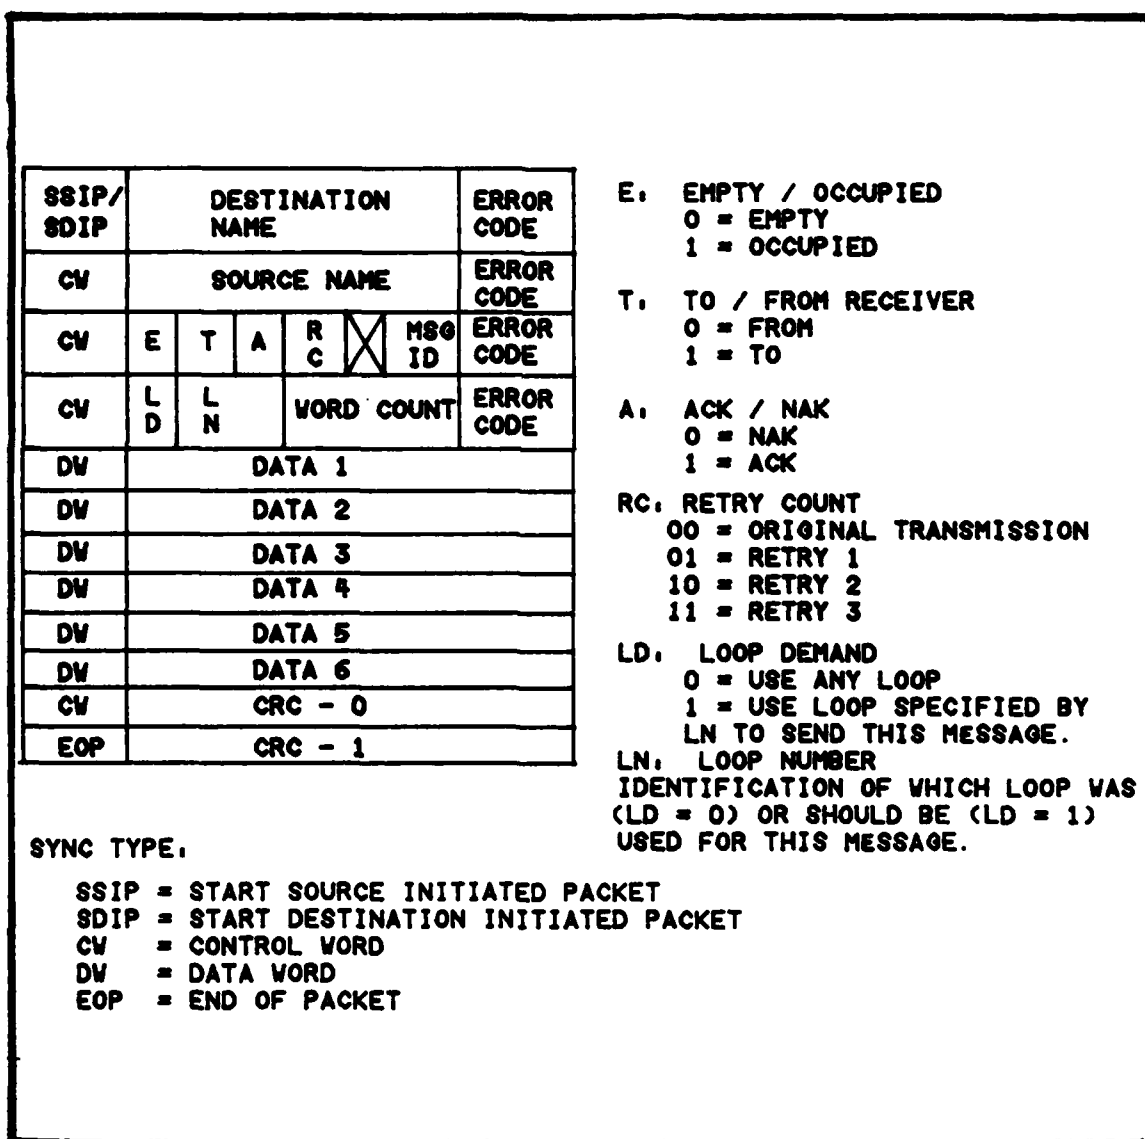 SSIP/ DESTINATION ERROR
SDIP NAME CODE
CW SOURCE NAME ERROR
CODE
CW E T A R MSG ERROR
C ID CODE
CW L L WORD COUNT ERROR
D N CODE
DW DATA 1
DW DATA 2
DW DATA 3
DW DATA 4
DW DATA 5
DW DATA 6
CW CRC - 0
EOP CRC - 1
E: EMPTY / OCCUPIED
0 = EMPTY
1 = OCCUPIED
T: TO / FROM RECEIVER
0 = FROM
1 = TO
A: ACK / NAK
0 = NAK
1 = ACK
RC: RETRY COUNT
00 = ORIGINAL TRANSMISSION
01 = RETRY 1
10 = RETRY 2
11 = RETRY 3
LD: LOOP DEMAND
0 = USE ANY LOOP
1 = USE LOOP SPECIFIED BY
LN TO SEND THIS MESSAGE.
LN: LOOP NUMBER
IDENTIFICATION OF WHICH LOOP WAS
(LD = 0) OR SHOULD BE (LD = 1)
USED FOR THIS MESSAGE.
SYNC TYPE:
SSIP = START SOURCE INITIATED PACKET
SDIP = START DESTINATION INITIATED PACKET
CW = CONTROL WORD
DW = DATA WORD
EOP = END OF PACKET